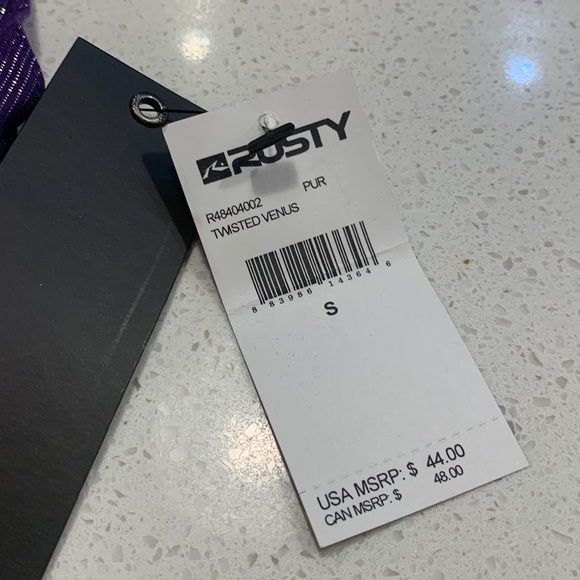 RUSTY
R48404002 PUR
TWISTED VENUS
8 83986 14364 6
S
USA MSRP: $ 44.00
CAN MSRP: $ 48.00